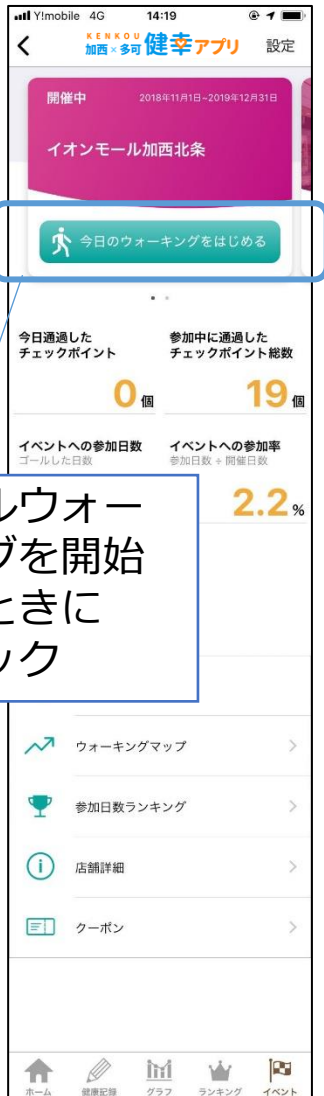 Y!mobile 4G 14:19
KENKOU
加西×多可 健幸アプリ 設定
開催中 2018年11月1日~2019年12月31日
イオンモール加西北条
今日のウォーキングをはじめる
今日通過した
チェックポイント
0個
参加中に通過した
チェックポイント総数
19個
イベントへの参加日数
ゴールした日数
イベントへの参加率
参加日数÷開催日数
2.2%
ルウォー
グを開始
ときに
ック
ウォーキングマップ
参加日数ランキング
店舗詳細
クーポン
ホーム 健康記録 グラフ ランキング イベント